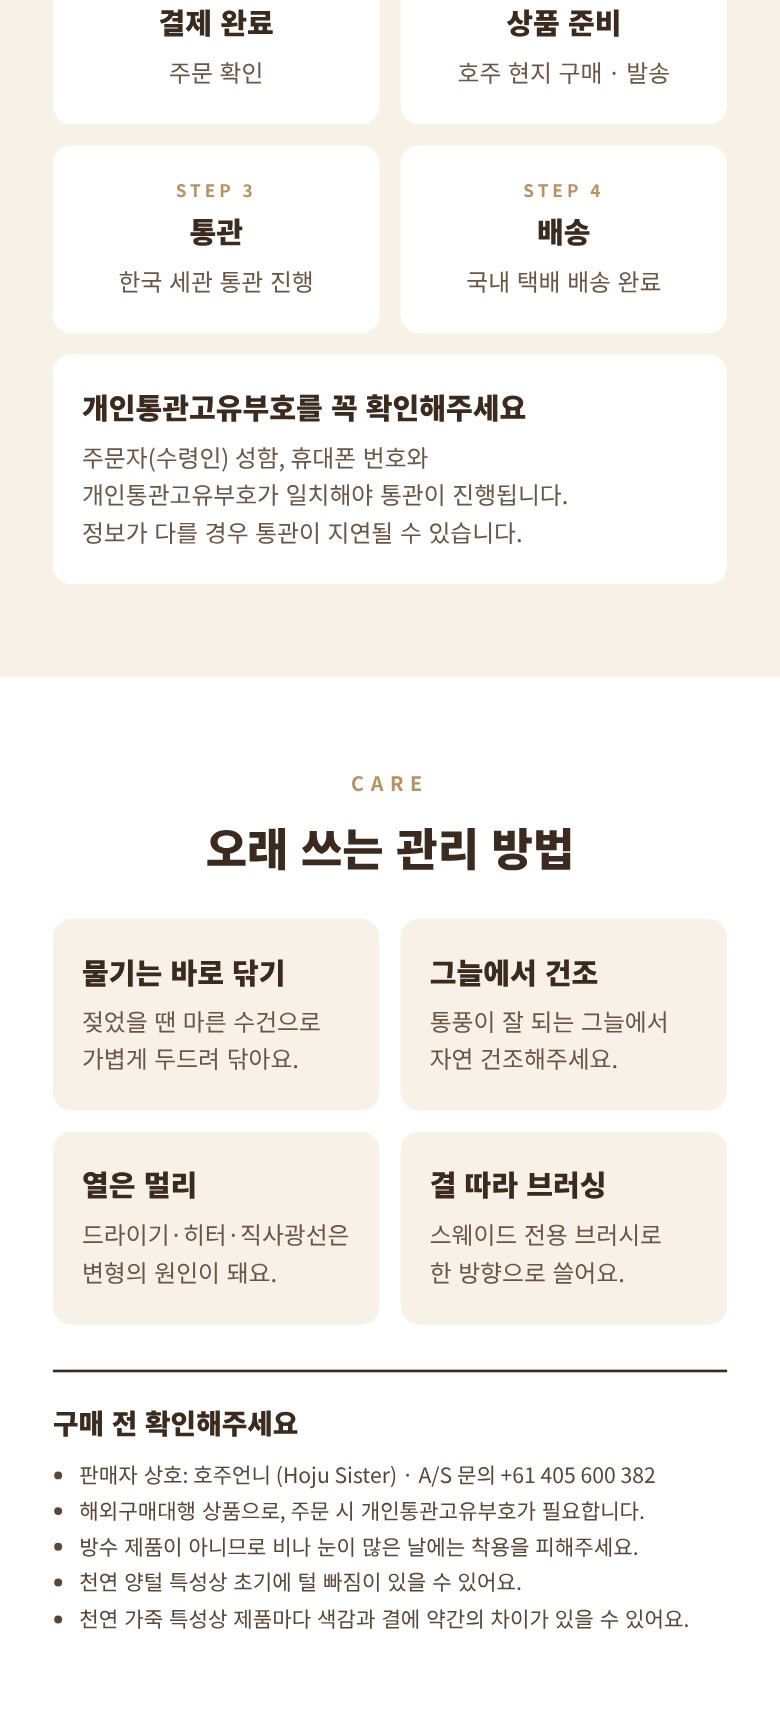 결제 완료
주문 확인
상품 준비
호주 현지 구매 · 발송
STEP 3
통관
한국 세관 통관 진행
STEP 4
배송
국내 택배 배송 완료
개인통관고유부호를 꼭 확인해주세요
주문자(수령인) 성함, 휴대폰 번호와
개인통관고유부호가 일치해야 통관이 진행됩니다.
정보가 다를 경우 통관이 지연될 수 있습니다.
CARE
오래 쓰는 관리 방법
물기는 바로 닦기
젖었을 땐 마른 수건으로
가볍게 두드려 닦아요.
그늘에서 건조
통풍이 잘 되는 그늘에서
자연 건조해주세요.
열은 멀리
드라이기·히터·직사광선은
변형의 원인이 돼요.
결 따라 브러싱
스웨이드 전용 브러시로
한 방향으로 쓸어요.
구매 전 확인해주세요
• 판매자 상호: 호주언니 (Hoju Sister) · A/S 문의 +61 405 600 382
• 해외구매대행 상품으로, 주문 시 개인통관고유부호가 필요합니다.
• 방수 제품이 아니므로 비나 눈이 많은 날에는 착용을 피해주세요.
• 천연 양털 특성상 초기에 털 빠짐이 있을 수 있어요.
• 천연 가죽 특성상 제품마다 색감과 결에 약간의 차이가 있을 수 있어요.